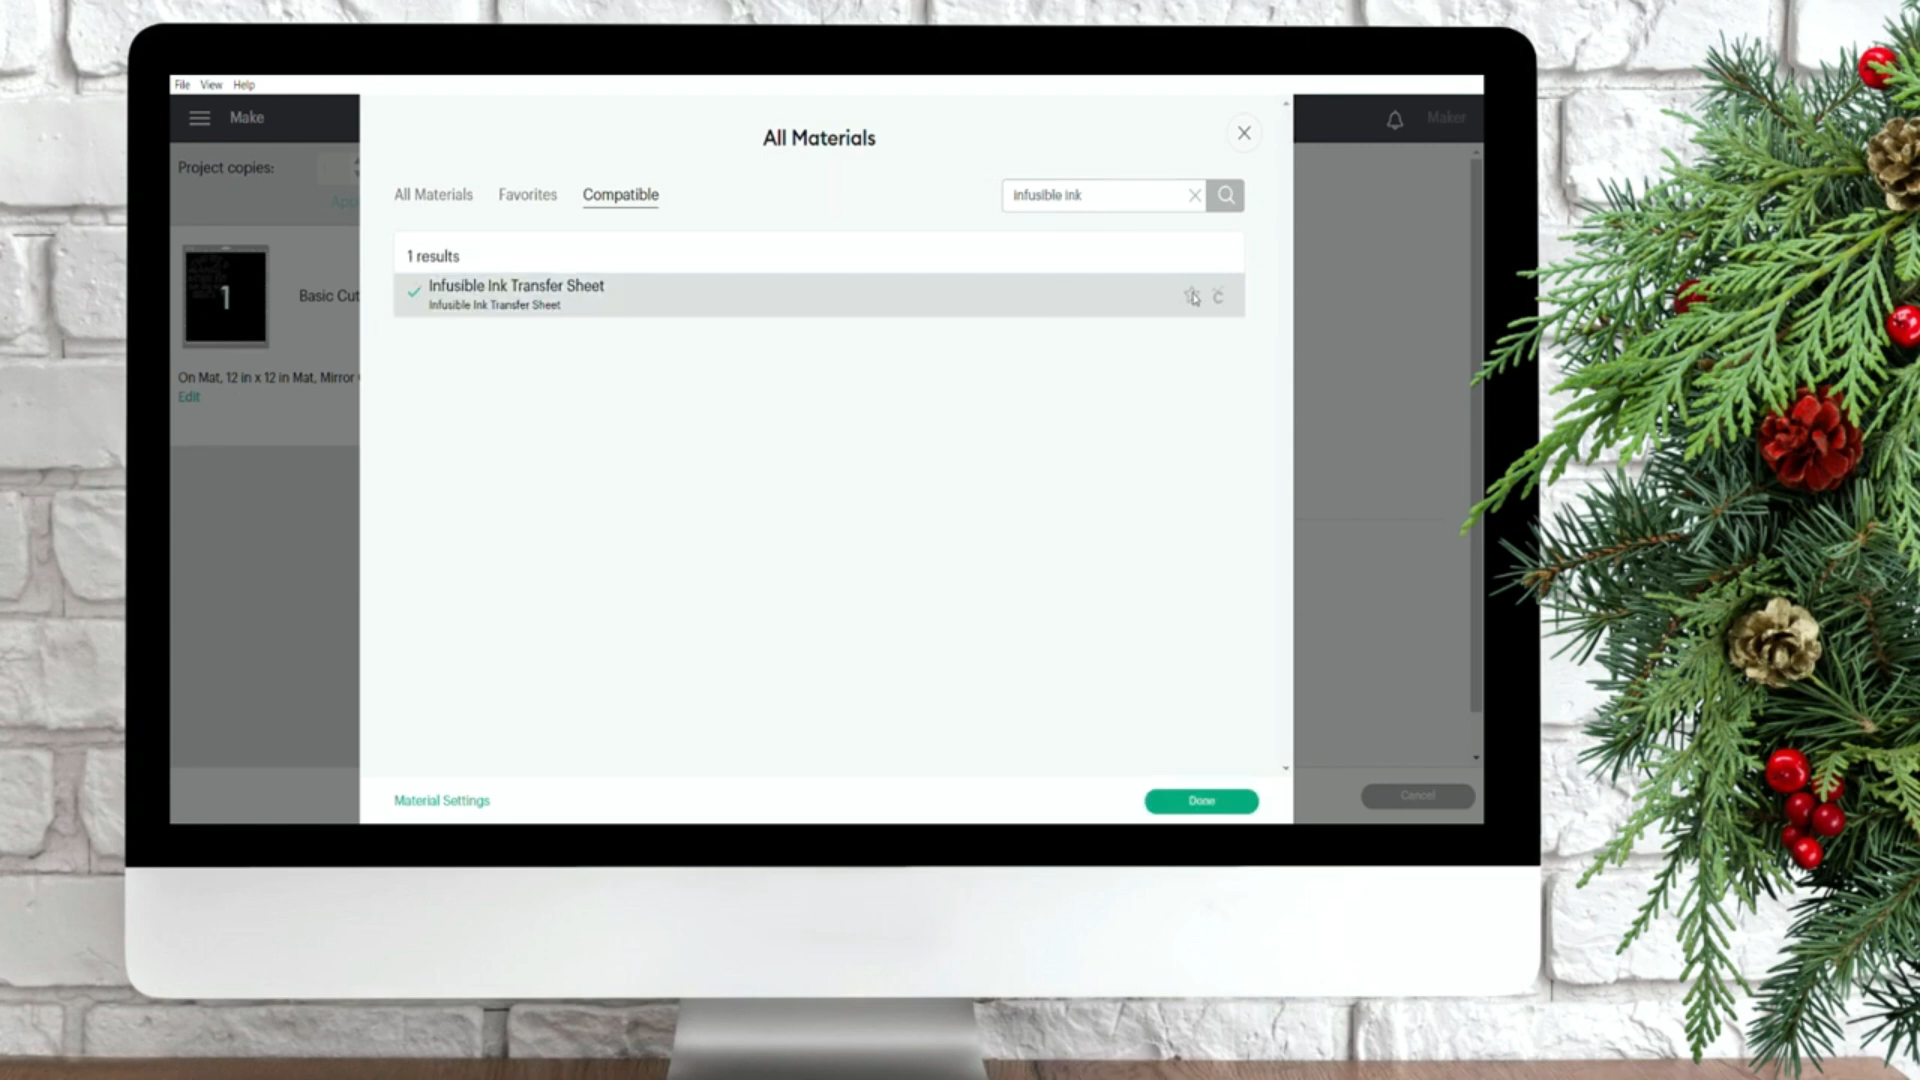 File View Help
Make
Maker
All Materials
Project copies:
All Materials Favorites Compatible
infusible ink
1 results
Infusible Ink Transfer Sheet
Infusible Ink Transfer Sheet
1
Basic Cut
On Mat, 12 in x 12 in Mat, Mirror
Edit
Material Settings
Done
Cancel